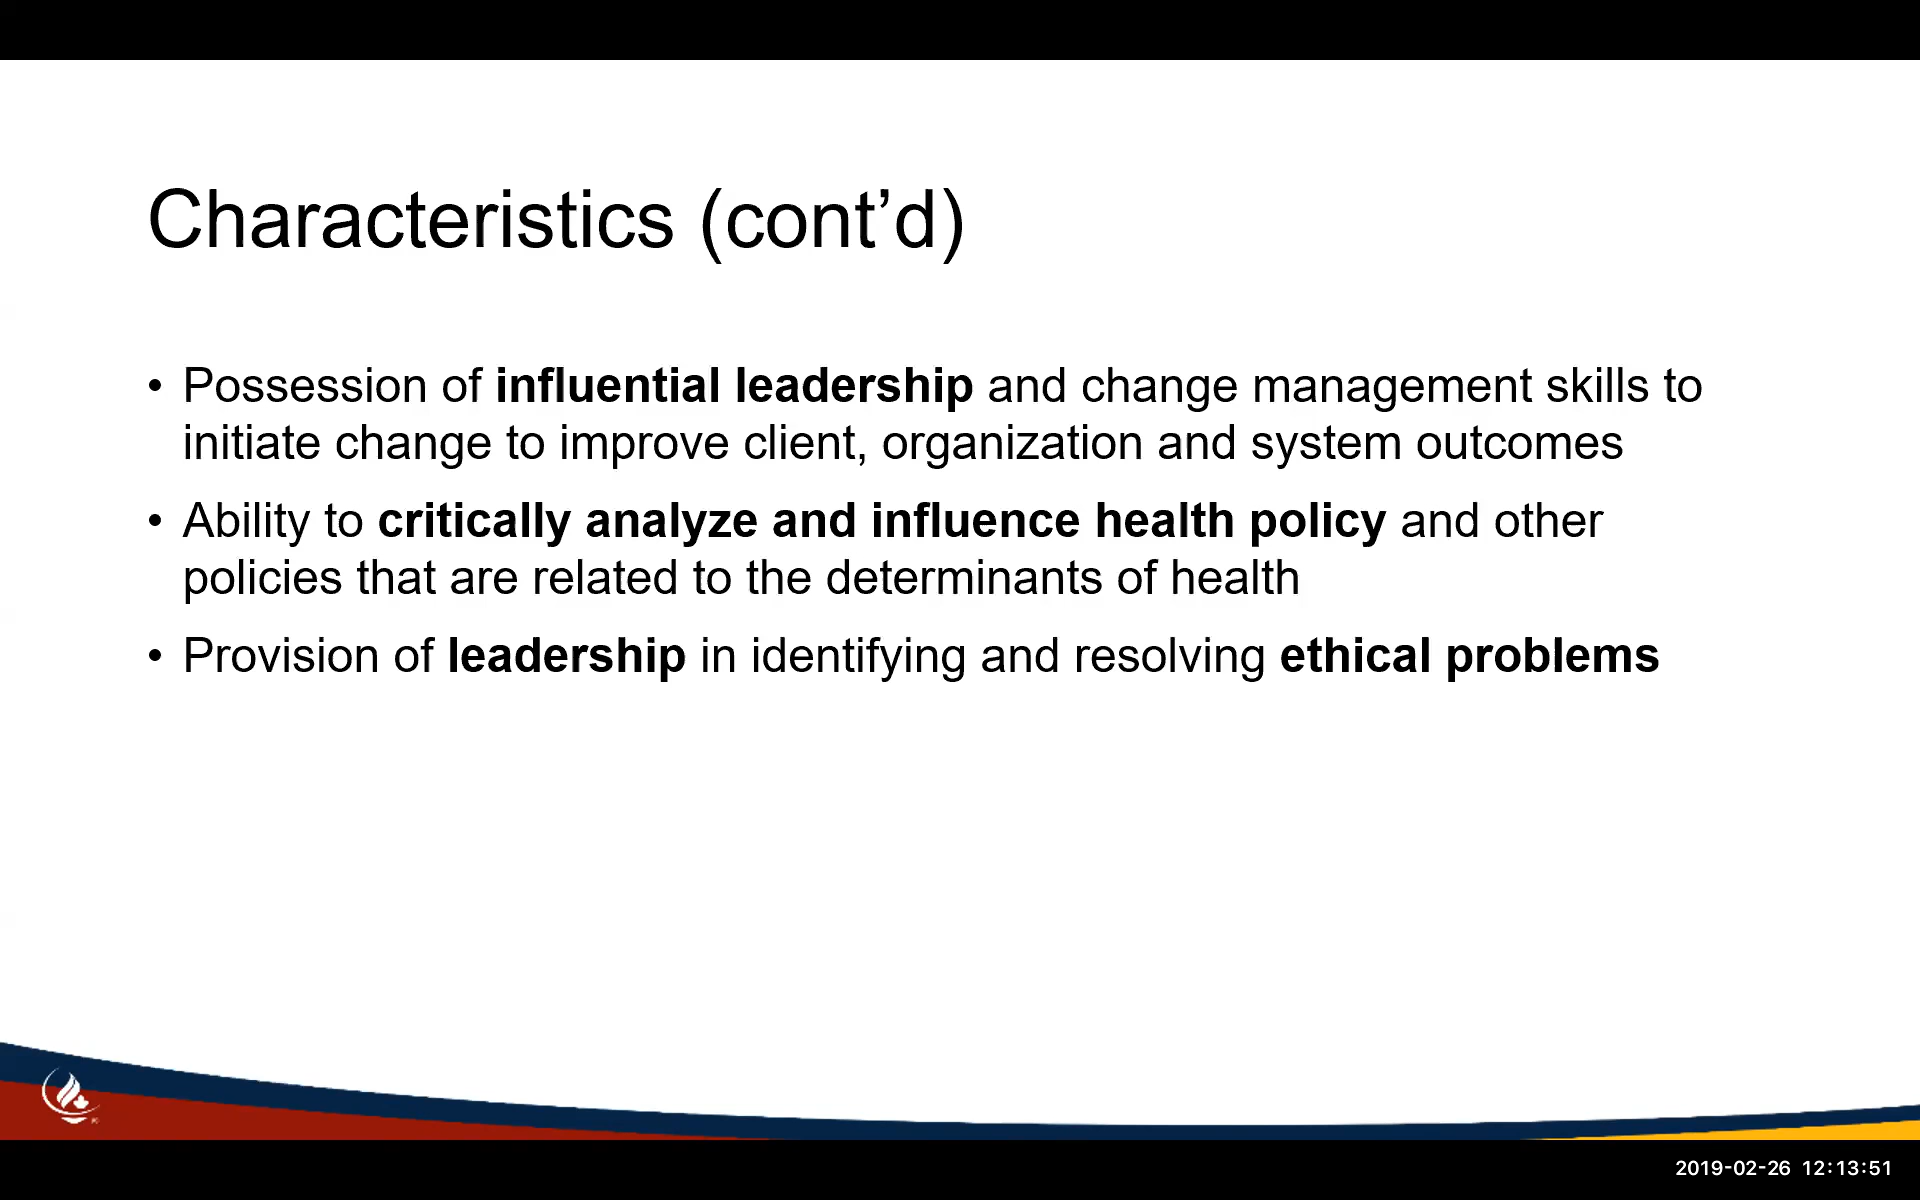 Characteristics (cont’d)
• Possession of influential leadership and change management skills to
initiate change to improve client, organization and system outcomes
• Ability to critically analyze and influence health policy and other
policies that are related to the determinants of health
• Provision of leadership in identifying and resolving ethical problems
2019-02-26 12:13:51